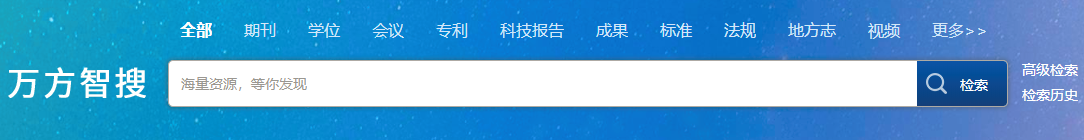 全部 期刊 学位 会议 专利 科技报告 成果 标准 法规 地方志 视频 更多>>
万方智搜 海量资源，等你发现 检索
高级检索
检索历史